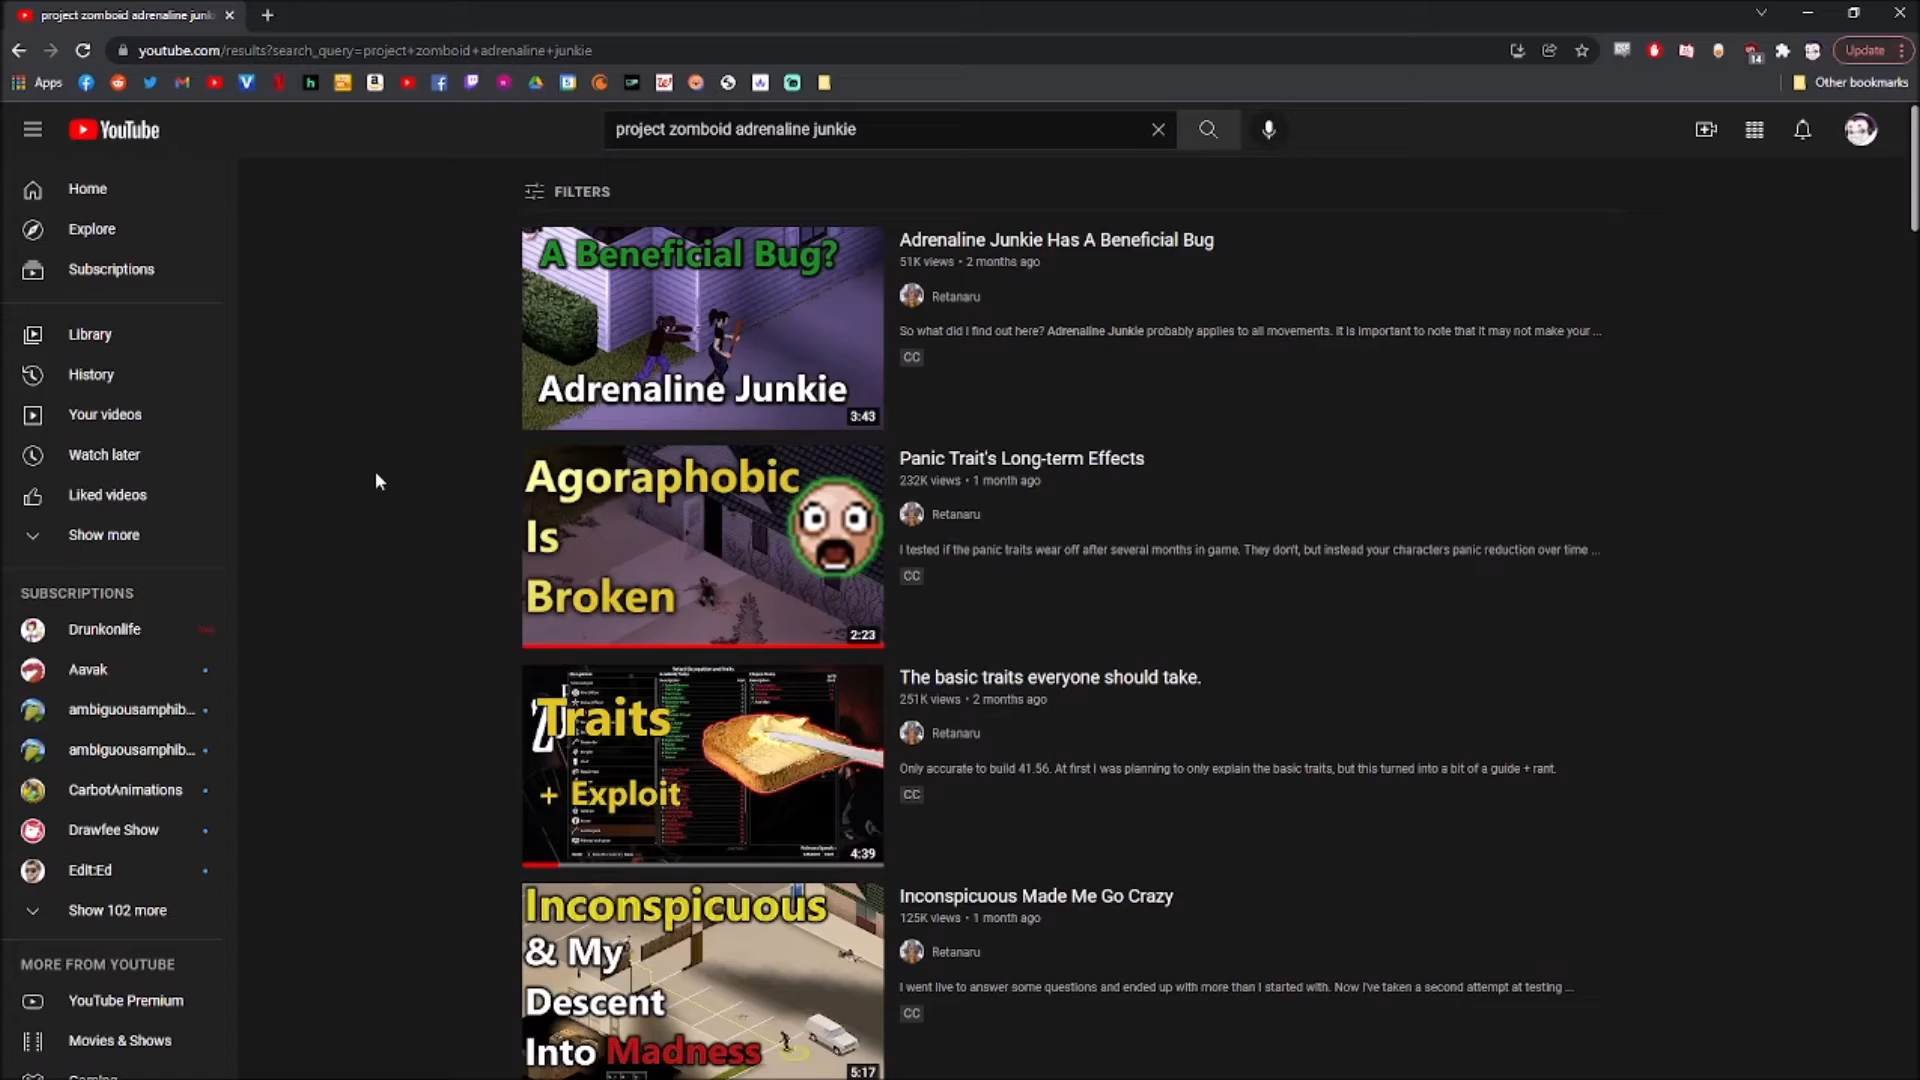 project zomboid adrenaline junk
youtube.com/results?search_query=project+zomboid+adrenaline+junkie
Update
14
Apps
Other bookmarks
YouTube
project zomboid adrenaline junkie
Home
Explore
Subscriptions
Library
History
Your videos
Watch later
Liked videos
Show more
SUBSCRIPTIONS
Drunkonlife
Aavak
ambiguousamphib...
ambiguousamphib...
CarbotAnimations
Drawfee Show
Edit:Ed
Show 102 more
MORE FROM YOUTUBE
YouTube Premium
Movies & Shows
FILTERS
A Beneficial Bug?
Adrenaline Junkie
3:43
Adrenaline Junkie Has A Beneficial Bug
51K views • 2 months ago
Retanaru
So what did I find out here? Adrenaline Junkie probably applies to all movements. It is important to note that it may not make your ...
CC
Agoraphobic
Is
Broken
2:23
Panic Trait's Long-term Effects
232K views • 1 month ago
Retanaru
I tested if the panic traits wear off after several months in game. They don't, but instead your characters panic reduction over time ...
CC
Traits
+ Exploit
4:39
The basic traits everyone should take.
251K views • 2 months ago
Retanaru
Only accurate to build 41.56. At first I was planning to only explain the basic traits, but this turned into a bit of a guide + rant.
CC
Inconspicuous
& My
Descent
Into Madness
5:17
Inconspicuous Made Me Go Crazy
125K views • 1 month ago
Retanaru
I went live to answer some questions and ended up with more than I started with. Now I've taken a second attempt at testing ...
CC